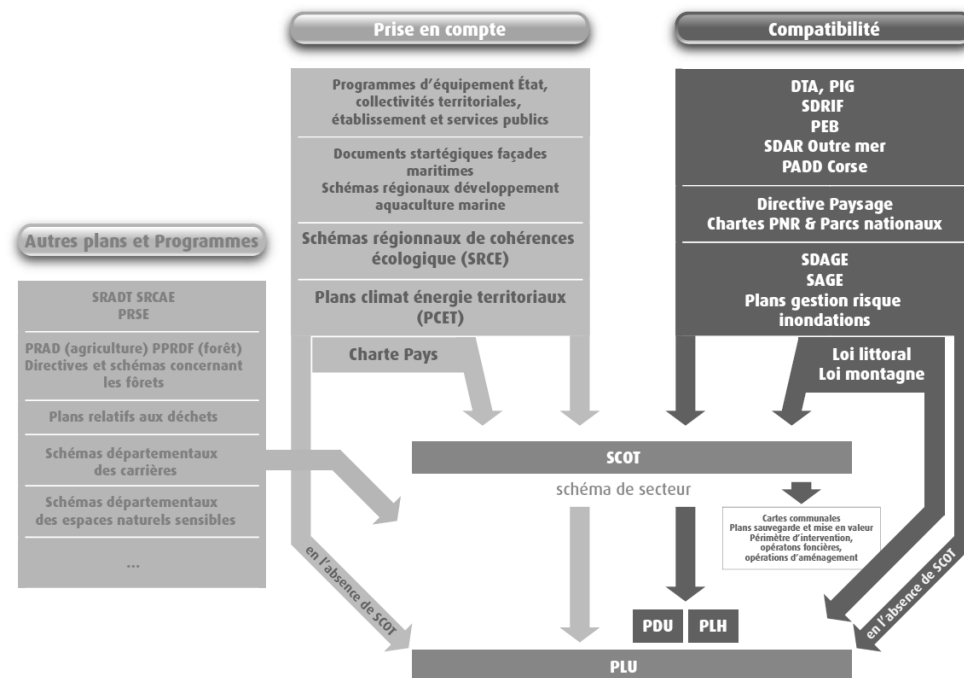 Prise en compte
Programmes d'équipement État,
collectivités territoriales,
établissement et services publics
Documents startégiques façades
maritimes
Schémas régionaux développement
aquaculture marine
Schémas régionnaux de cohérences
écologique (SRCE)
Plans climat énergie territoriaux
(PCET)
Charte Pays
Compatibilité
DTA, PIG
SDRIF
PEB
SDAR Outre mer
PADD Corse
Directive Paysage
Chartes PNR & Parcs nationaux
SDAGE
SAGE
Plans gestion risque
inondations
Loi littoral
Loi montagne
Autres plans et Programmes
SRADT SRCAE
PRSE
PRAD (agriculture) PPRDF (forêt)
Directives et schémas concernant
les fôrets
Plans relatifs aux déchets
Schémas départementaux
des carrières
Schémas départementaux
des espaces naturels sensibles
...
SCOT
schéma de secteur
Cartes communales
Plans sauvegarde et mise en valeur
Périmètre d'intervention,
opératons foncières,
opérations d'aménagement
en l'absence de SCOT
en l'absence de SCOT
PDU
PLH
PLU